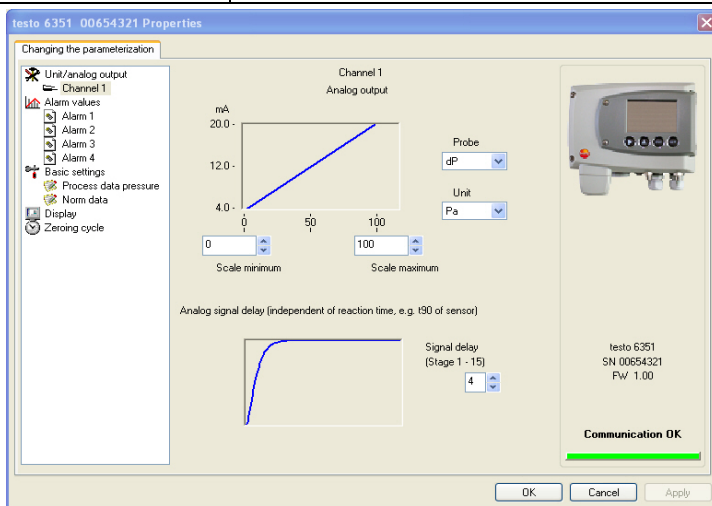 testo 6351 00654321 Properties
Changing the parameterization
Unit/analog output
Channel 1
Alarm values
Alarm 1
Alarm 2
Alarm 3
Alarm 4
Basic settings
Process data pressure
Norm data
Display
Zeroing cycle
Channel 1
Analog output
mA
20.0 -
12.0 -
4.0 -
0 50 100
Probe
dP
Unit
Pa
0 100
Scale minimum Scale maximum
Analog signal delay (independent of reaction time, e.g. t90 of sensor)
Signal delay
(Stage 1 - 15)
4
testo 6351
SN 00654321
FW 1.00
Communication OK
OK Cancel Apply